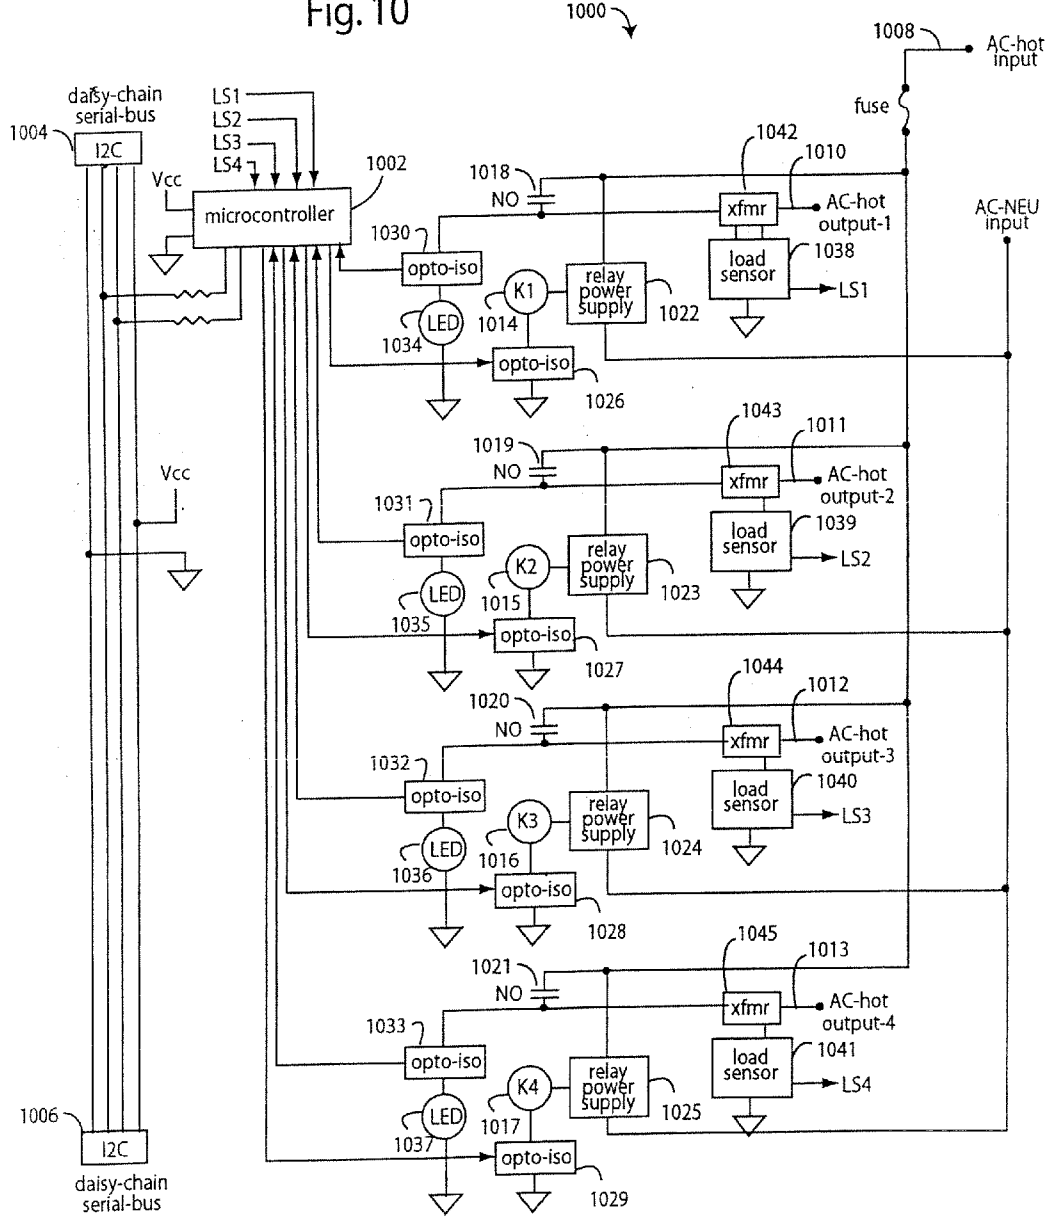 Fig. 10
1000
1008
AC-hot
input
fuse
daisy-chain
serial-bus
1004
I2C
LS1
LS2
LS3
LS4
Vcc
1002
microcontroller
AC-NEU
input
1018
NO
1042
1010
xfmr
AC-hot
output-1
1030
opto-iso
load
sensor
1038
LS1
K1
1014
relay
power
supply
1022
LED
1034
opto-iso
1026
1019
NO
1043
1011
xfmr
AC-hot
output-2
Vcc
1031
opto-iso
load
sensor
1039
LS2
K2
1015
relay
power
supply
1023
LED
1035
opto-iso
1027
1020
NO
1044
1012
xfmr
AC-hot
output-3
1032
opto-iso
load
sensor
1040
LS3
K3
1016
relay
power
supply
1024
LED
1036
opto-iso
1028
1021
NO
1045
1013
xfmr
AC-hot
output-4
1033
opto-iso
load
sensor
1041
LS4
K4
1017
relay
power
supply
1025
LED
1037
opto-iso
1029
1006
I2C
daisy-chain
serial-bus